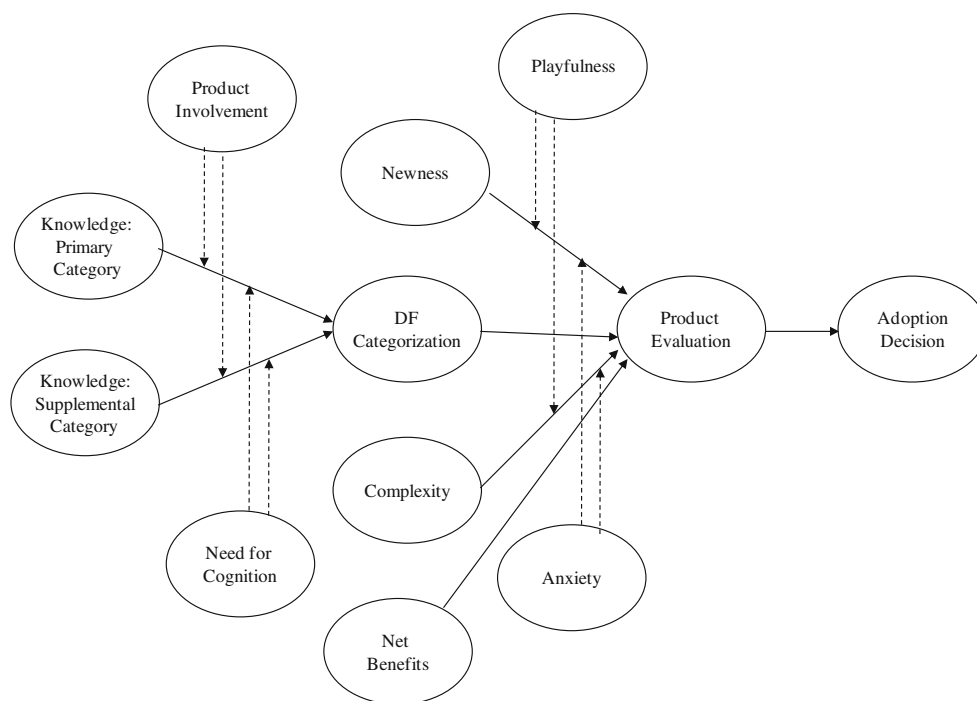 Playfulness
Product
Involvement
Newness
Knowledge:
Primary
Category
DF
Categorization
Product
Evaluation
Adoption
Decision
Knowledge:
Supplemental
Category
Complexity
Need for
Cognition
Anxiety
Net
Benefits